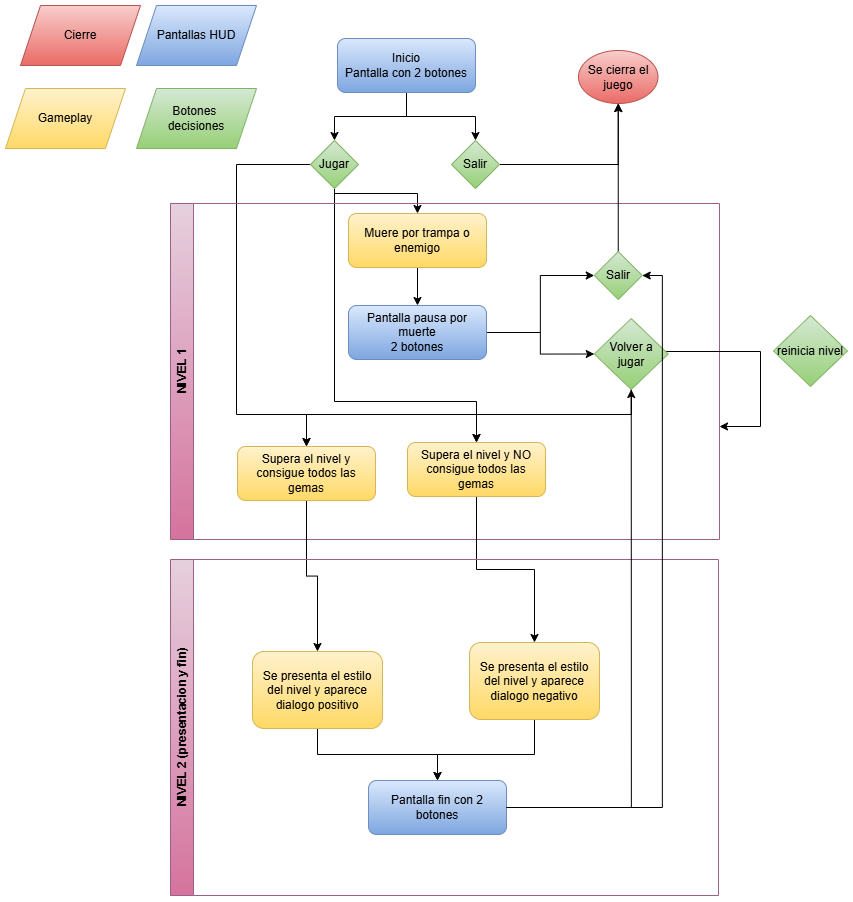 Cierre
Pantallas HUD
Gameplay
Botones
decisiones
Inicio
Pantalla con 2 botones
Se cierra el
juego
Jugar
Salir
NIVEL 1
Muere por trampa o
enemigo
Pantalla pausa por
muerte
2 botones
Salir
Volver a
jugar
reinicia nivel
Supera el nivel y
consigue todos las
gemas
Supera el nivel y NO
consigue todos las
gemas
NIVEL 2 (presentacion y fin)
Se presenta el estilo
del nivel y aparece
dialogo positivo
Se presenta el estilo
del nivel y aparece
dialogo negativo
Pantalla fin con 2
botones